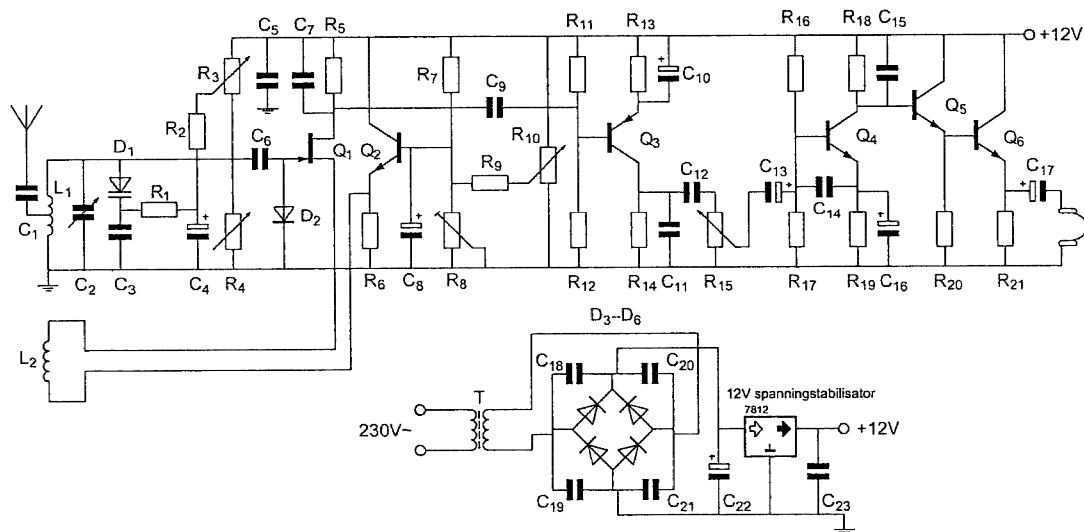 C5 C7 R5 R11 R13 R16 R18 C15
+12V
R3 R7 C9 C10
R2 R10
D1 C6 Q1 Q2 Q3 Q4 Q5 Q6
L1 R1 R9 C12 C13 C17
C1 D2 C14
C2 C3 C4 R4 R6 C8 R8 R12 R14 C11 R15 R17 R19 C16 R20 R21
D3--D6
L2
C18 C20
12V spanningstabilisator
T 7812
230V~ +12V
C19 C21 C22 C23